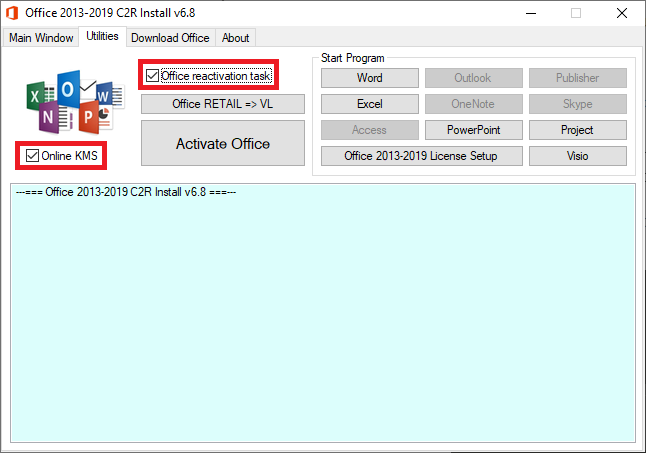 Office 2013-2019 C2R Install v6.8
Main Window Utilities Download Office About
Office reactivation task
Office RETAIL => VL
Activate Office
Online KMS
X O W N P
Start Program
Word Outlook Publisher
Excel OneNote Skype
Access PowerPoint Project
Office 2013-2019 License Setup Visio
---=== Office 2013-2019 C2R Install v6.8 ===---